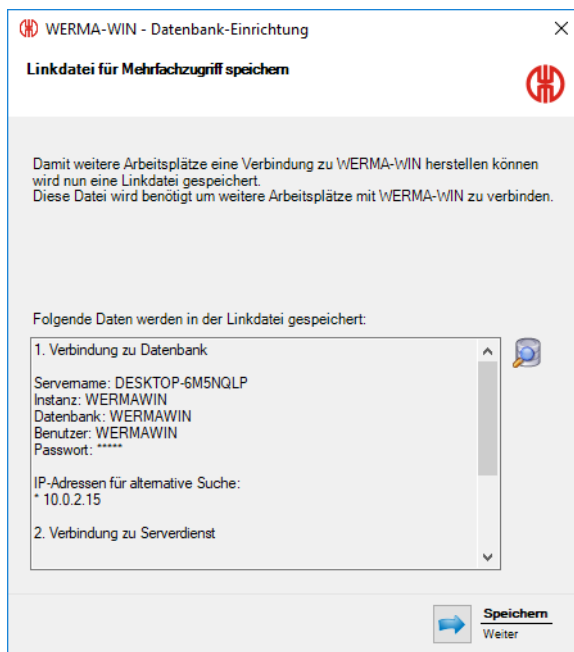 WERMA-WIN - Datenbank-Einrichtung
Linkdatei für Mehrfachzugriff speichern
Damit weitere Arbeitsplätze eine Verbindung zu WERMA-WIN herstellen können
wird nun eine Linkdatei gespeichert.
Diese Datei wird benötigt um weitere Arbeitsplätze mit WERMA-WIN zu verbinden.
Folgende Daten werden in der Linkdatei gespeichert:
1. Verbindung zu Datenbank
Servername: DESKTOP-6M5NQLP
Instanz: WERMAWIN
Datenbank: WERMAWIN
Benutzer: WERMAWIN
Passwort: *****
IP-Adressen für alternative Suche:
* 10.0.2.15
2. Verbindung zu Serverdienst
Speichern
Weiter